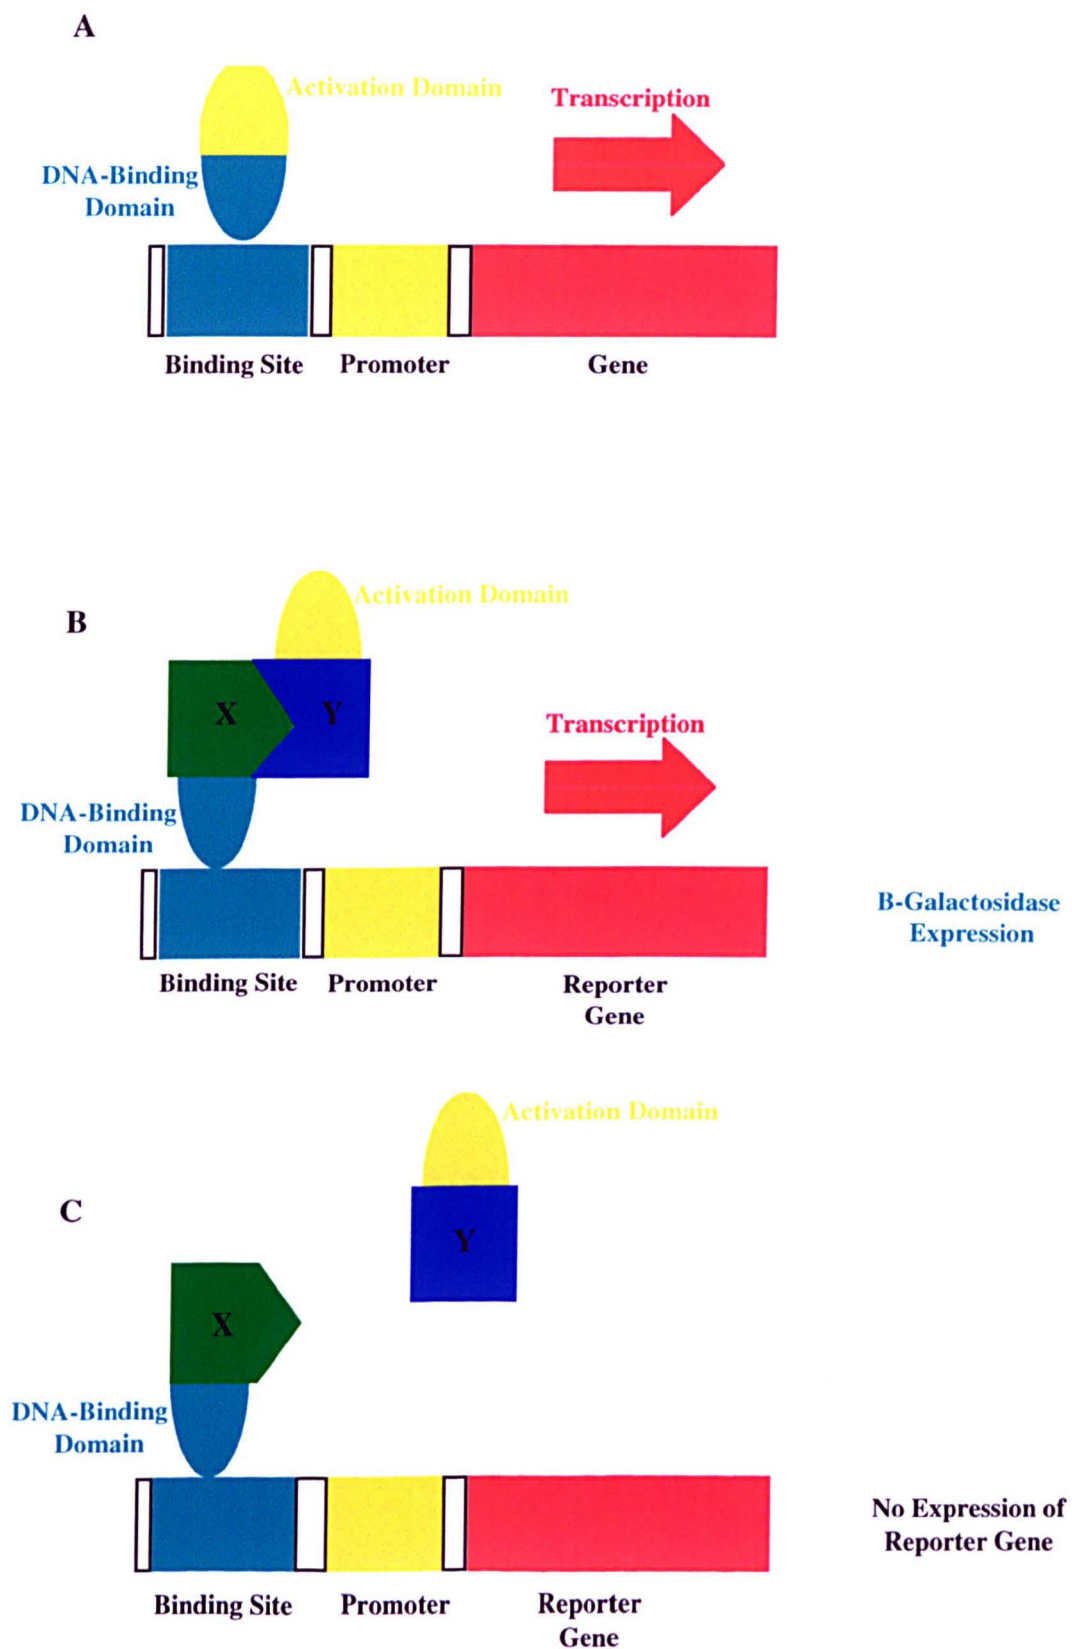 A
Activation Domain
Transcription
DNA-Binding
Domain
Binding Site
Promoter
Gene
B
Activation Domain
X
Y
Transcription
DNA-Binding
Domain
B-Galactosidase
Expression
Binding Site
Promoter
Reporter
Gene
Activation Domain
C
Y
X
DNA-Binding
Domain
No Expression of
Reporter Gene
Binding Site
Promoter
Reporter
Gene